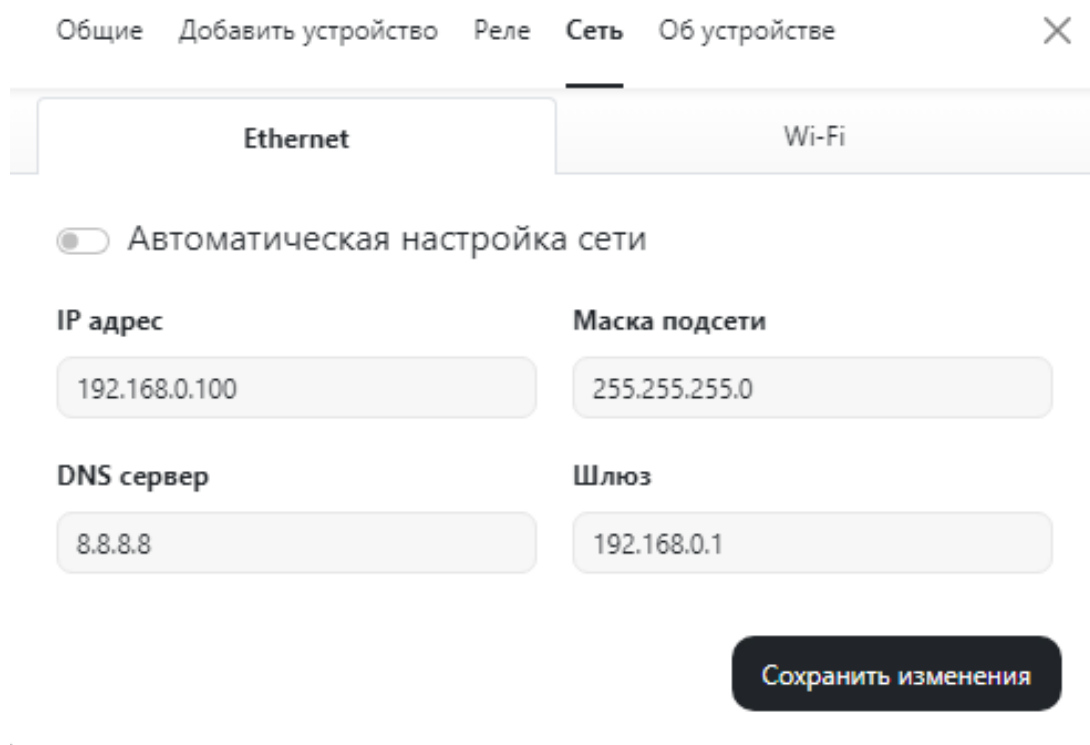 Общие Добавить устройство Реле Сеть Об устройстве
Ethernet Wi-Fi
Автоматическая настройка сети
IP адрес Маска подсети
192.168.0.100 255.255.255.0
DNS сервер Шлюз
8.8.8.8 192.168.0.1
Сохранить изменения